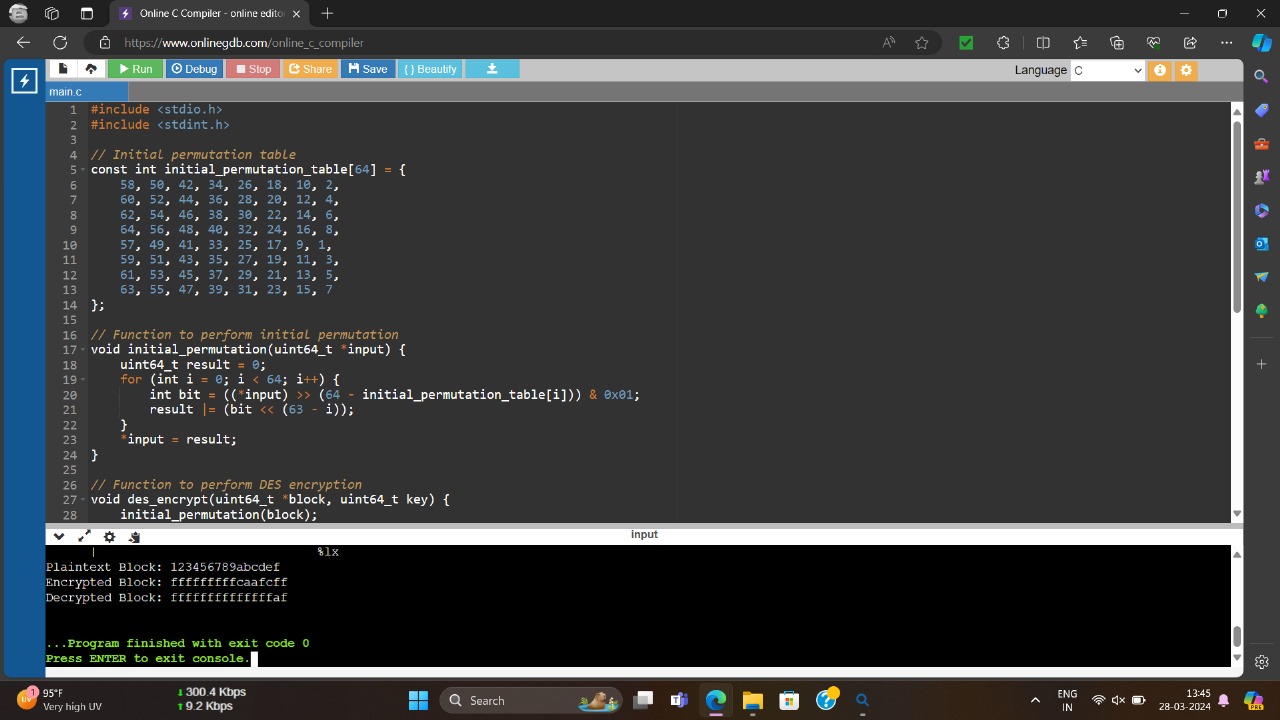 Online C Compiler - online edito
https://www.onlinegdb.com/online_c_compiler
Run Debug Stop Share Save { } Beautify Language C
main.c
1 #include <stdio.h>
2 #include <stdint.h>
3
4 // Initial permutation table
5 const int initial_permutation_table[64] = {
6 58, 50, 42, 34, 26, 18, 10, 2,
7 60, 52, 44, 36, 28, 20, 12, 4,
8 62, 54, 46, 38, 30, 22, 14, 6,
9 64, 56, 48, 40, 32, 24, 16, 8,
10 57, 49, 41, 33, 25, 17, 9, 1,
11 59, 51, 43, 35, 27, 19, 11, 3,
12 61, 53, 45, 37, 29, 21, 13, 5,
13 63, 55, 47, 39, 31, 23, 15, 7
14 };
15
16 // Function to perform initial permutation
17 void initial_permutation(uint64_t *input) {
18 uint64_t result = 0;
19 for (int i = 0; i < 64; i++) {
20 int bit = ((*input) >> (64 - initial_permutation_table[i])) & 0x01;
21 result |= (bit << (63 - i));
22 }
23 *input = result;
24 }
25
26 // Function to perform DES encryption
27 void des_encrypt(uint64_t *block, uint64_t key) {
28 initial_permutation(block);
input
| %lx
Plaintext Block: 123456789abcdef
Encrypted Block: fffffffffcaafcff
Decrypted Block: ffffffffffffffaf
...Program finished with exit code 0
Press ENTER to exit console.
1 95°F
Very high UV
300.4 Kbps
9.2 Kbps
Search
ENG
IN
13:45
28-03-2024
PRE